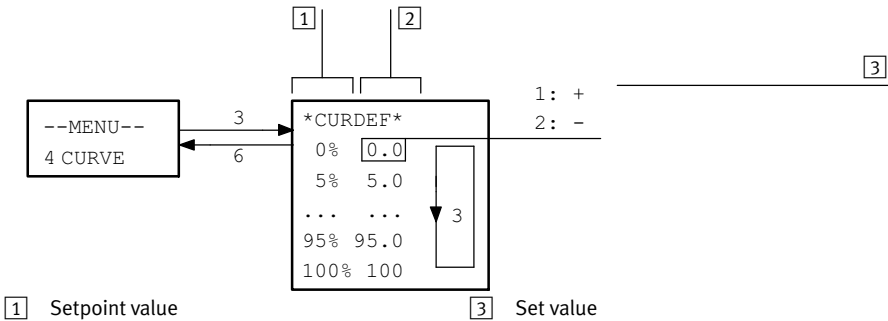 1 2
3
1: +
2: -
--MENU--
4 CURVE
3
6
*CURDEF*
0% 0.0
5% 5.0
... ...
95% 95.0
100% 100
3
1 Setpoint value
3 Set value